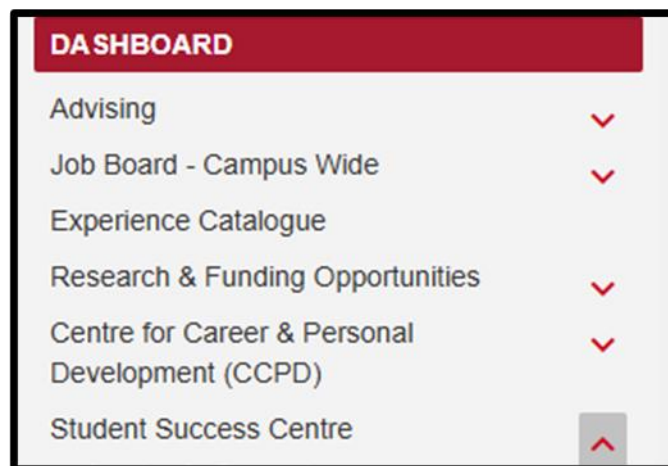 DASHBOARD
Advising
Job Board - Campus Wide
Experience Catalogue
Research & Funding Opportunities
Centre for Career & Personal
Development (CCPD)
Student Success Centre